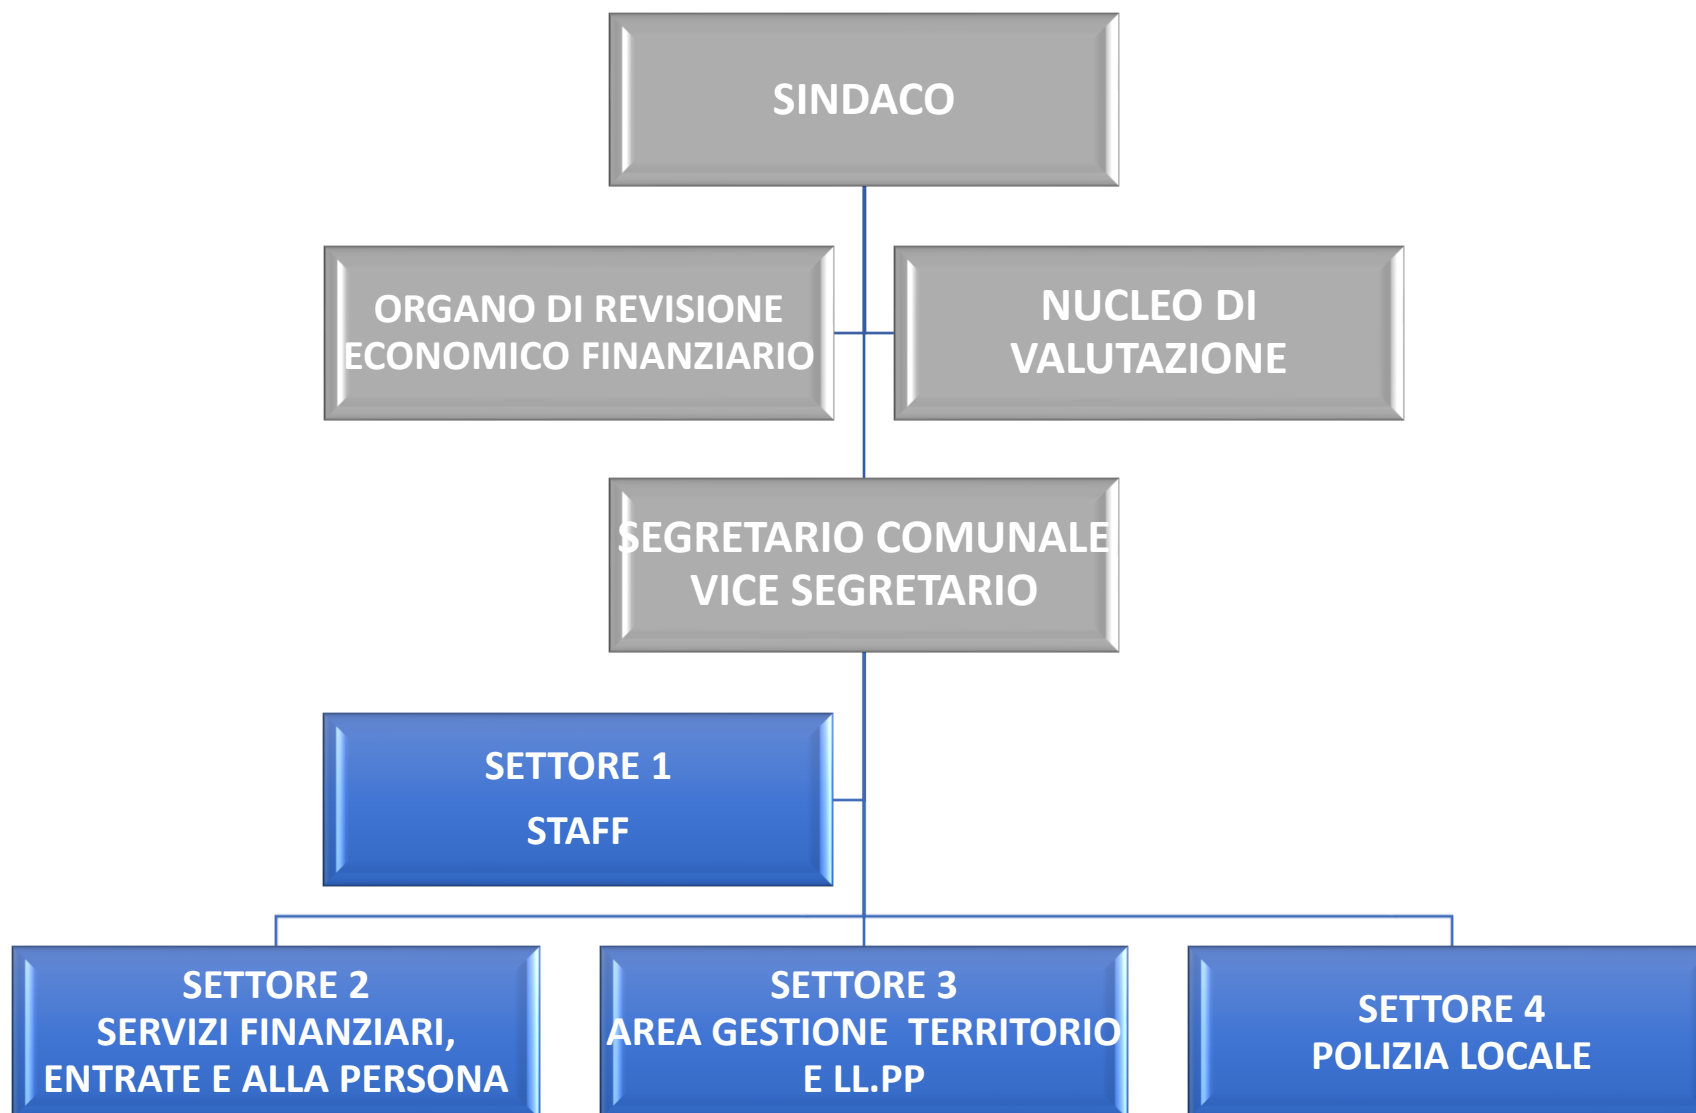 SINDACO
ORGANO DI REVISIONE
ECONOMICO FINANZIARIO
NUCLEO DI
VALUTAZIONE
SEGRETARIO COMUNALE
VICE SEGRETARIO
SETTORE 1
STAFF
SETTORE 2
SERVIZI FINANZIARI,
ENTRATE E ALLA PERSONA
SETTORE 3
AREA GESTIONE TERRITORIO
E LL.PP
SETTORE 4
POLIZIA LOCALE